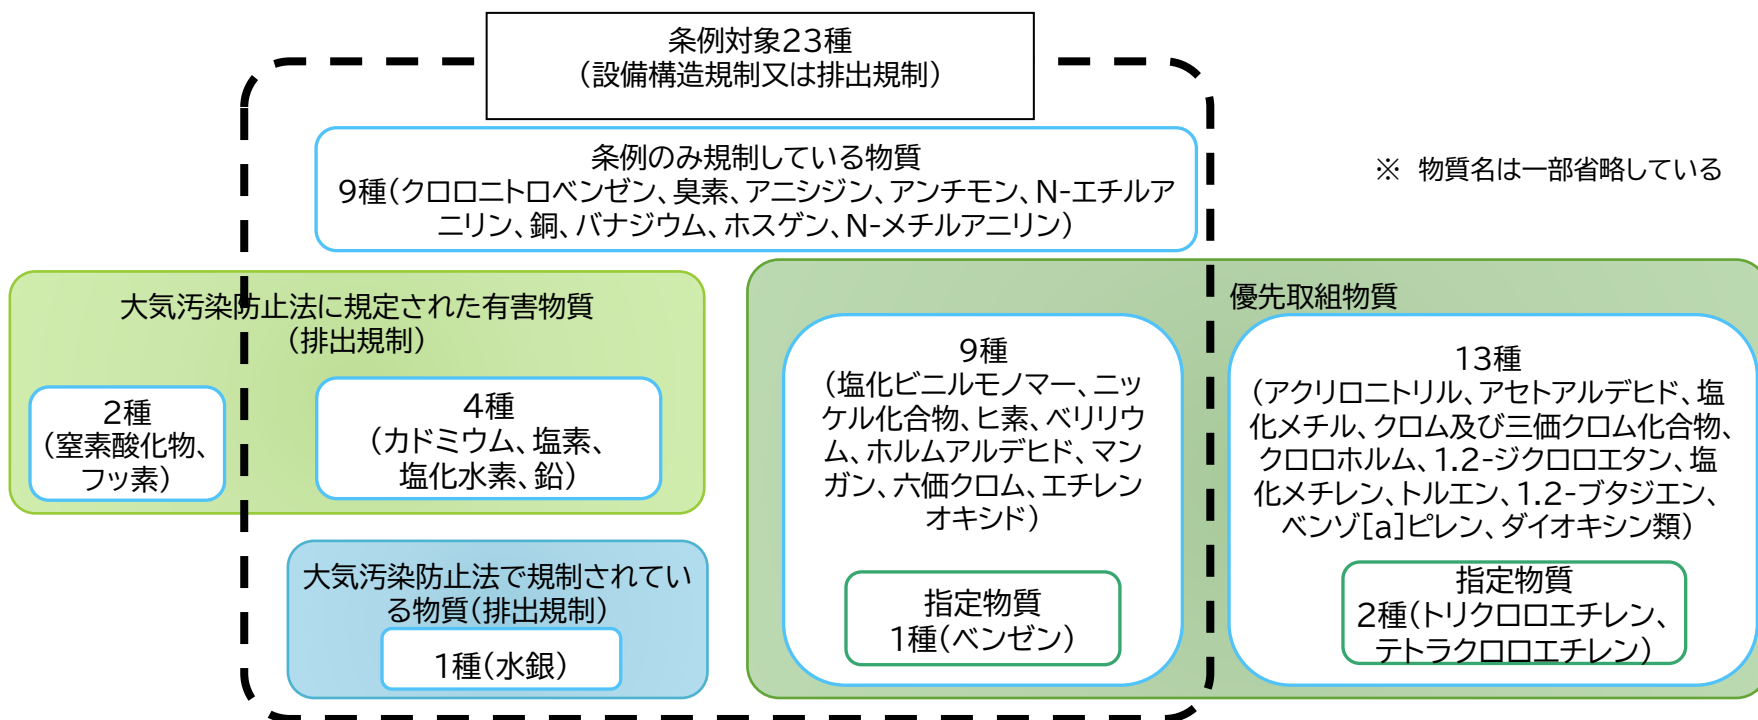 条例対象23種
（設備構造規制又は排出規制）
条例のみ規制している物質
9種（クロロニトロベンゼン、臭素、アニシジン、アンチモン、N-エチルア
ニリン、銅、バナジウム、ホスゲン、N-メチルアニリン）
※ 物質名は一部省略している
大気汚染防止法に規定された有害物質
（排出規制）
2種
（窒素酸化物、
フッ素）
4種
（カドミウム、塩素、
塩化水素、鉛）
大気汚染防止法で規制されてい
る物質（排出規制）
1種（水銀）
優先取組物質
9種
（塩化ビニルモノマー、ニッ
ケル化合物、ヒ素、ベリリウ
ム、ホルムアルデヒド、マン
ガン、六価クロム、エチレン
オキシド）
指定物質
1種（ベンゼン）
13種
（アクリロニトリル、アセトアルデヒド、塩
化メチル、クロム及び三価クロム化合物、
クロロホルム、1.2-ジクロロエタン、塩
化メチレン、トルエン、1.2-ブタジエン、
ベンゾ[a]ピレン、ダイオキシン類）
指定物質
2種（トリクロロエチレン、
テトラクロロエチレン）